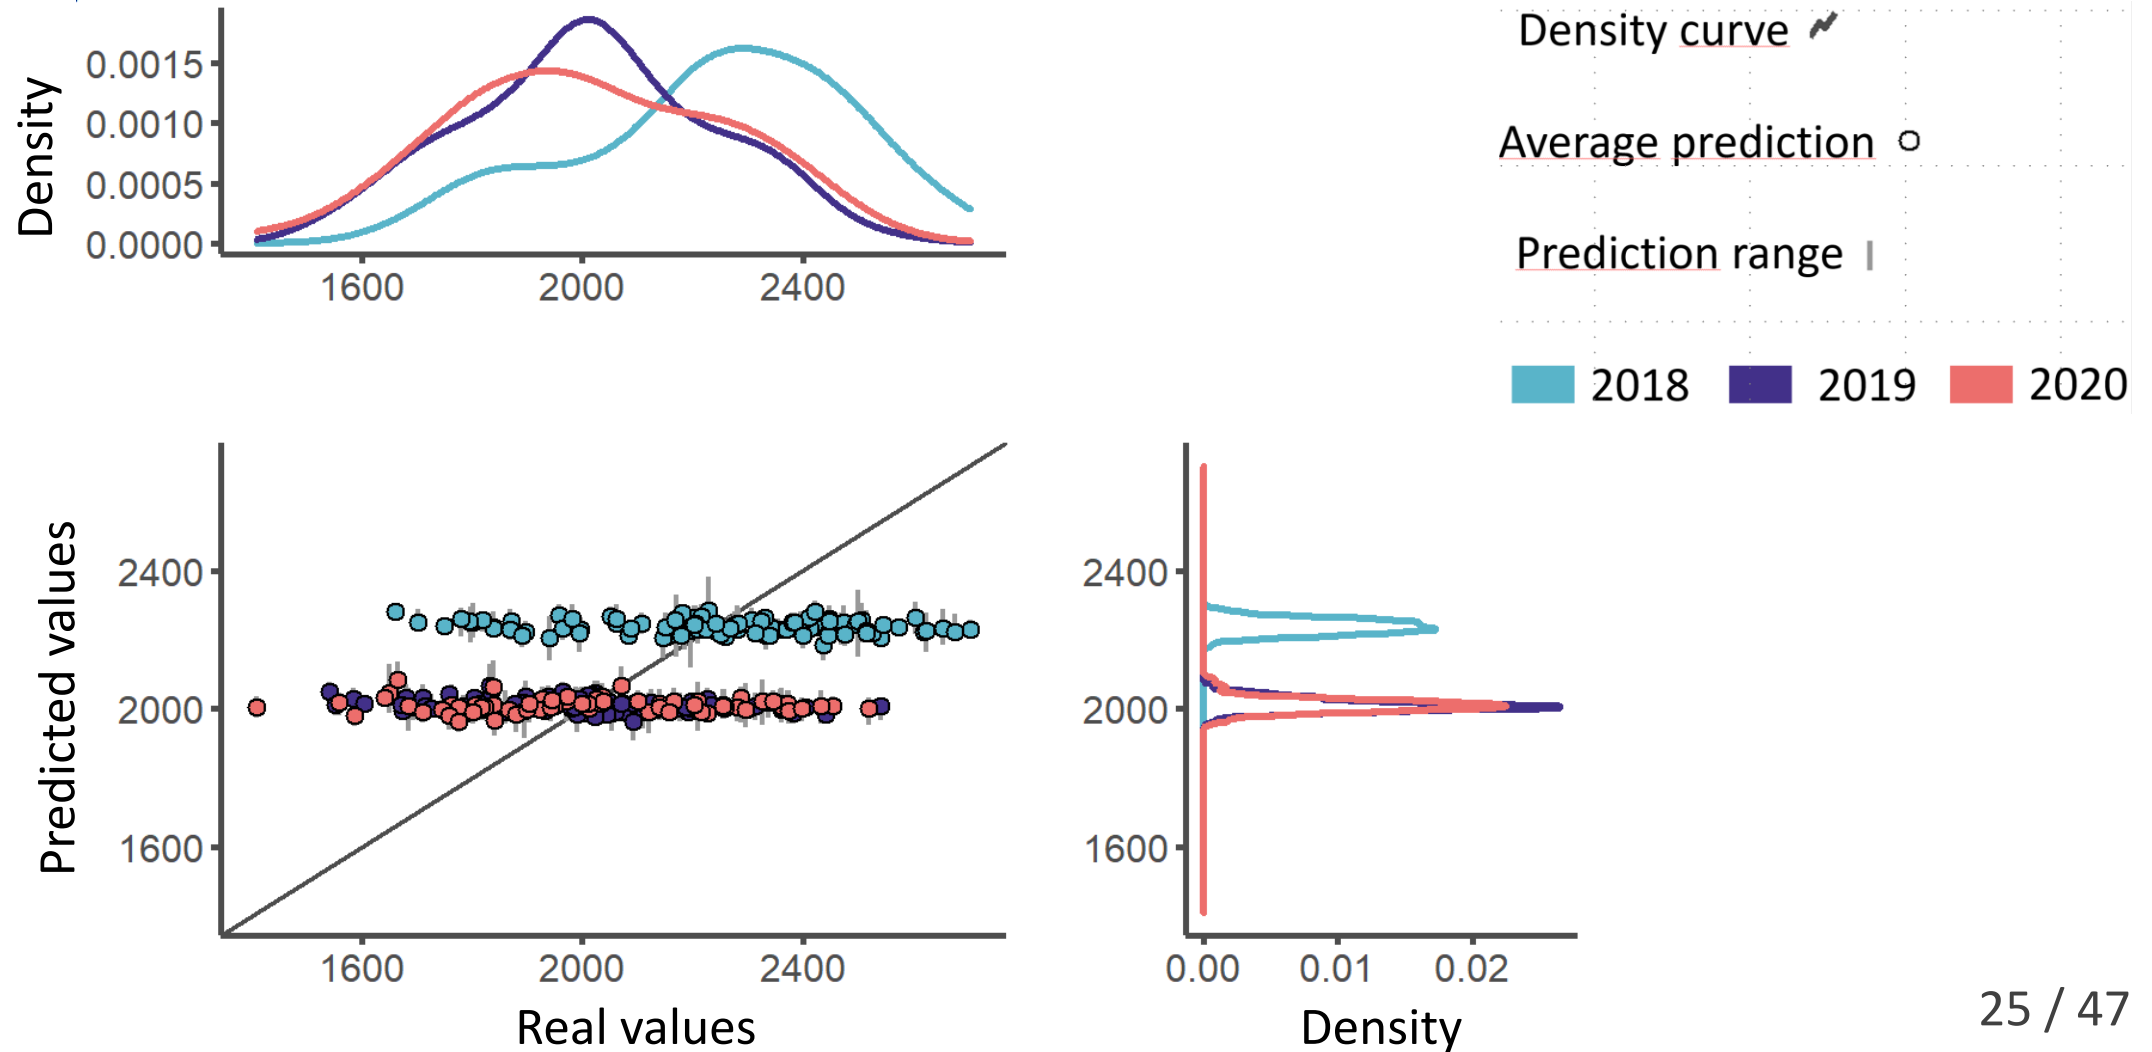 Density curve
Average prediction
Prediction range
2018 2019 2020
Density
0.0015
0.0010
0.0005
0.0000
1600 2000 2400
Predicted values
2400
2000
1600
1600 2000 2400
Real values
2400
2000
1600
0.00 0.01 0.02
Density
25 / 47